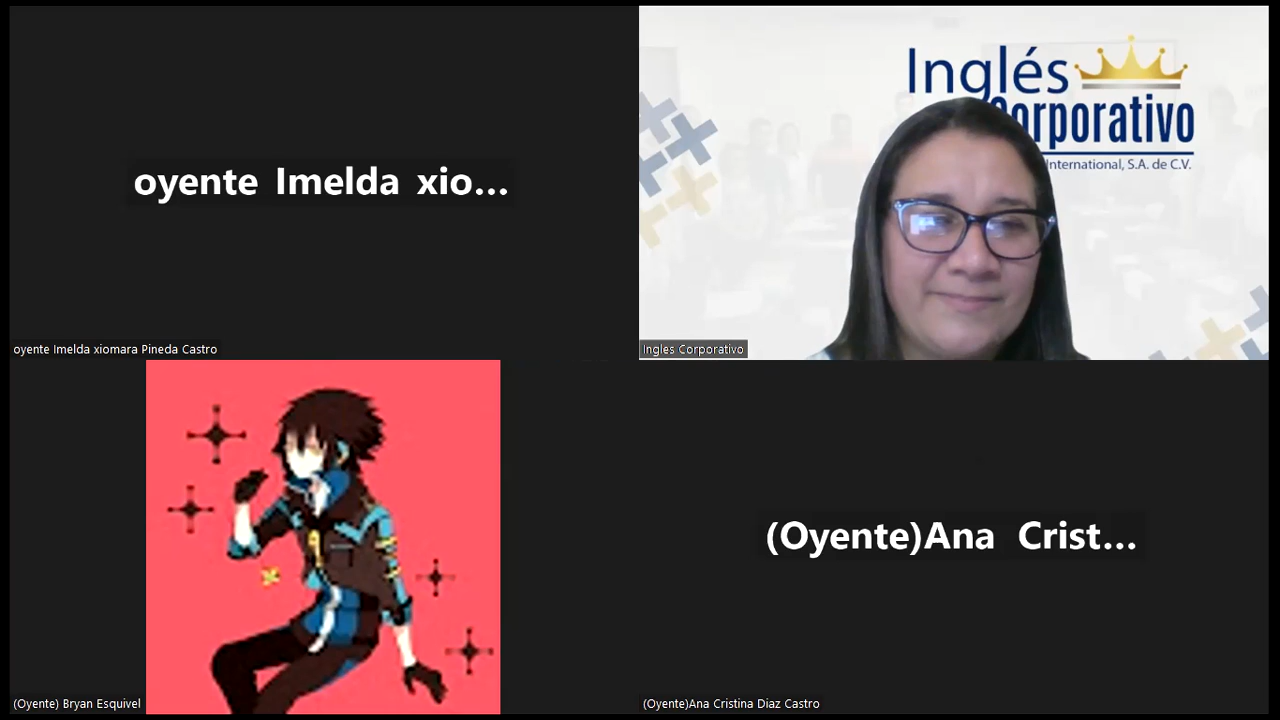 oyente Imelda xio...
oyente Imelda xiomara Pineda Castro
Inglés
Corporativo
International, S.A. de C.V.
Ingles Corporativo
(Oyente) Bryan Esquivel
(Oyente)Ana Crist...
(Oyente)Ana Cristina Diaz Castro